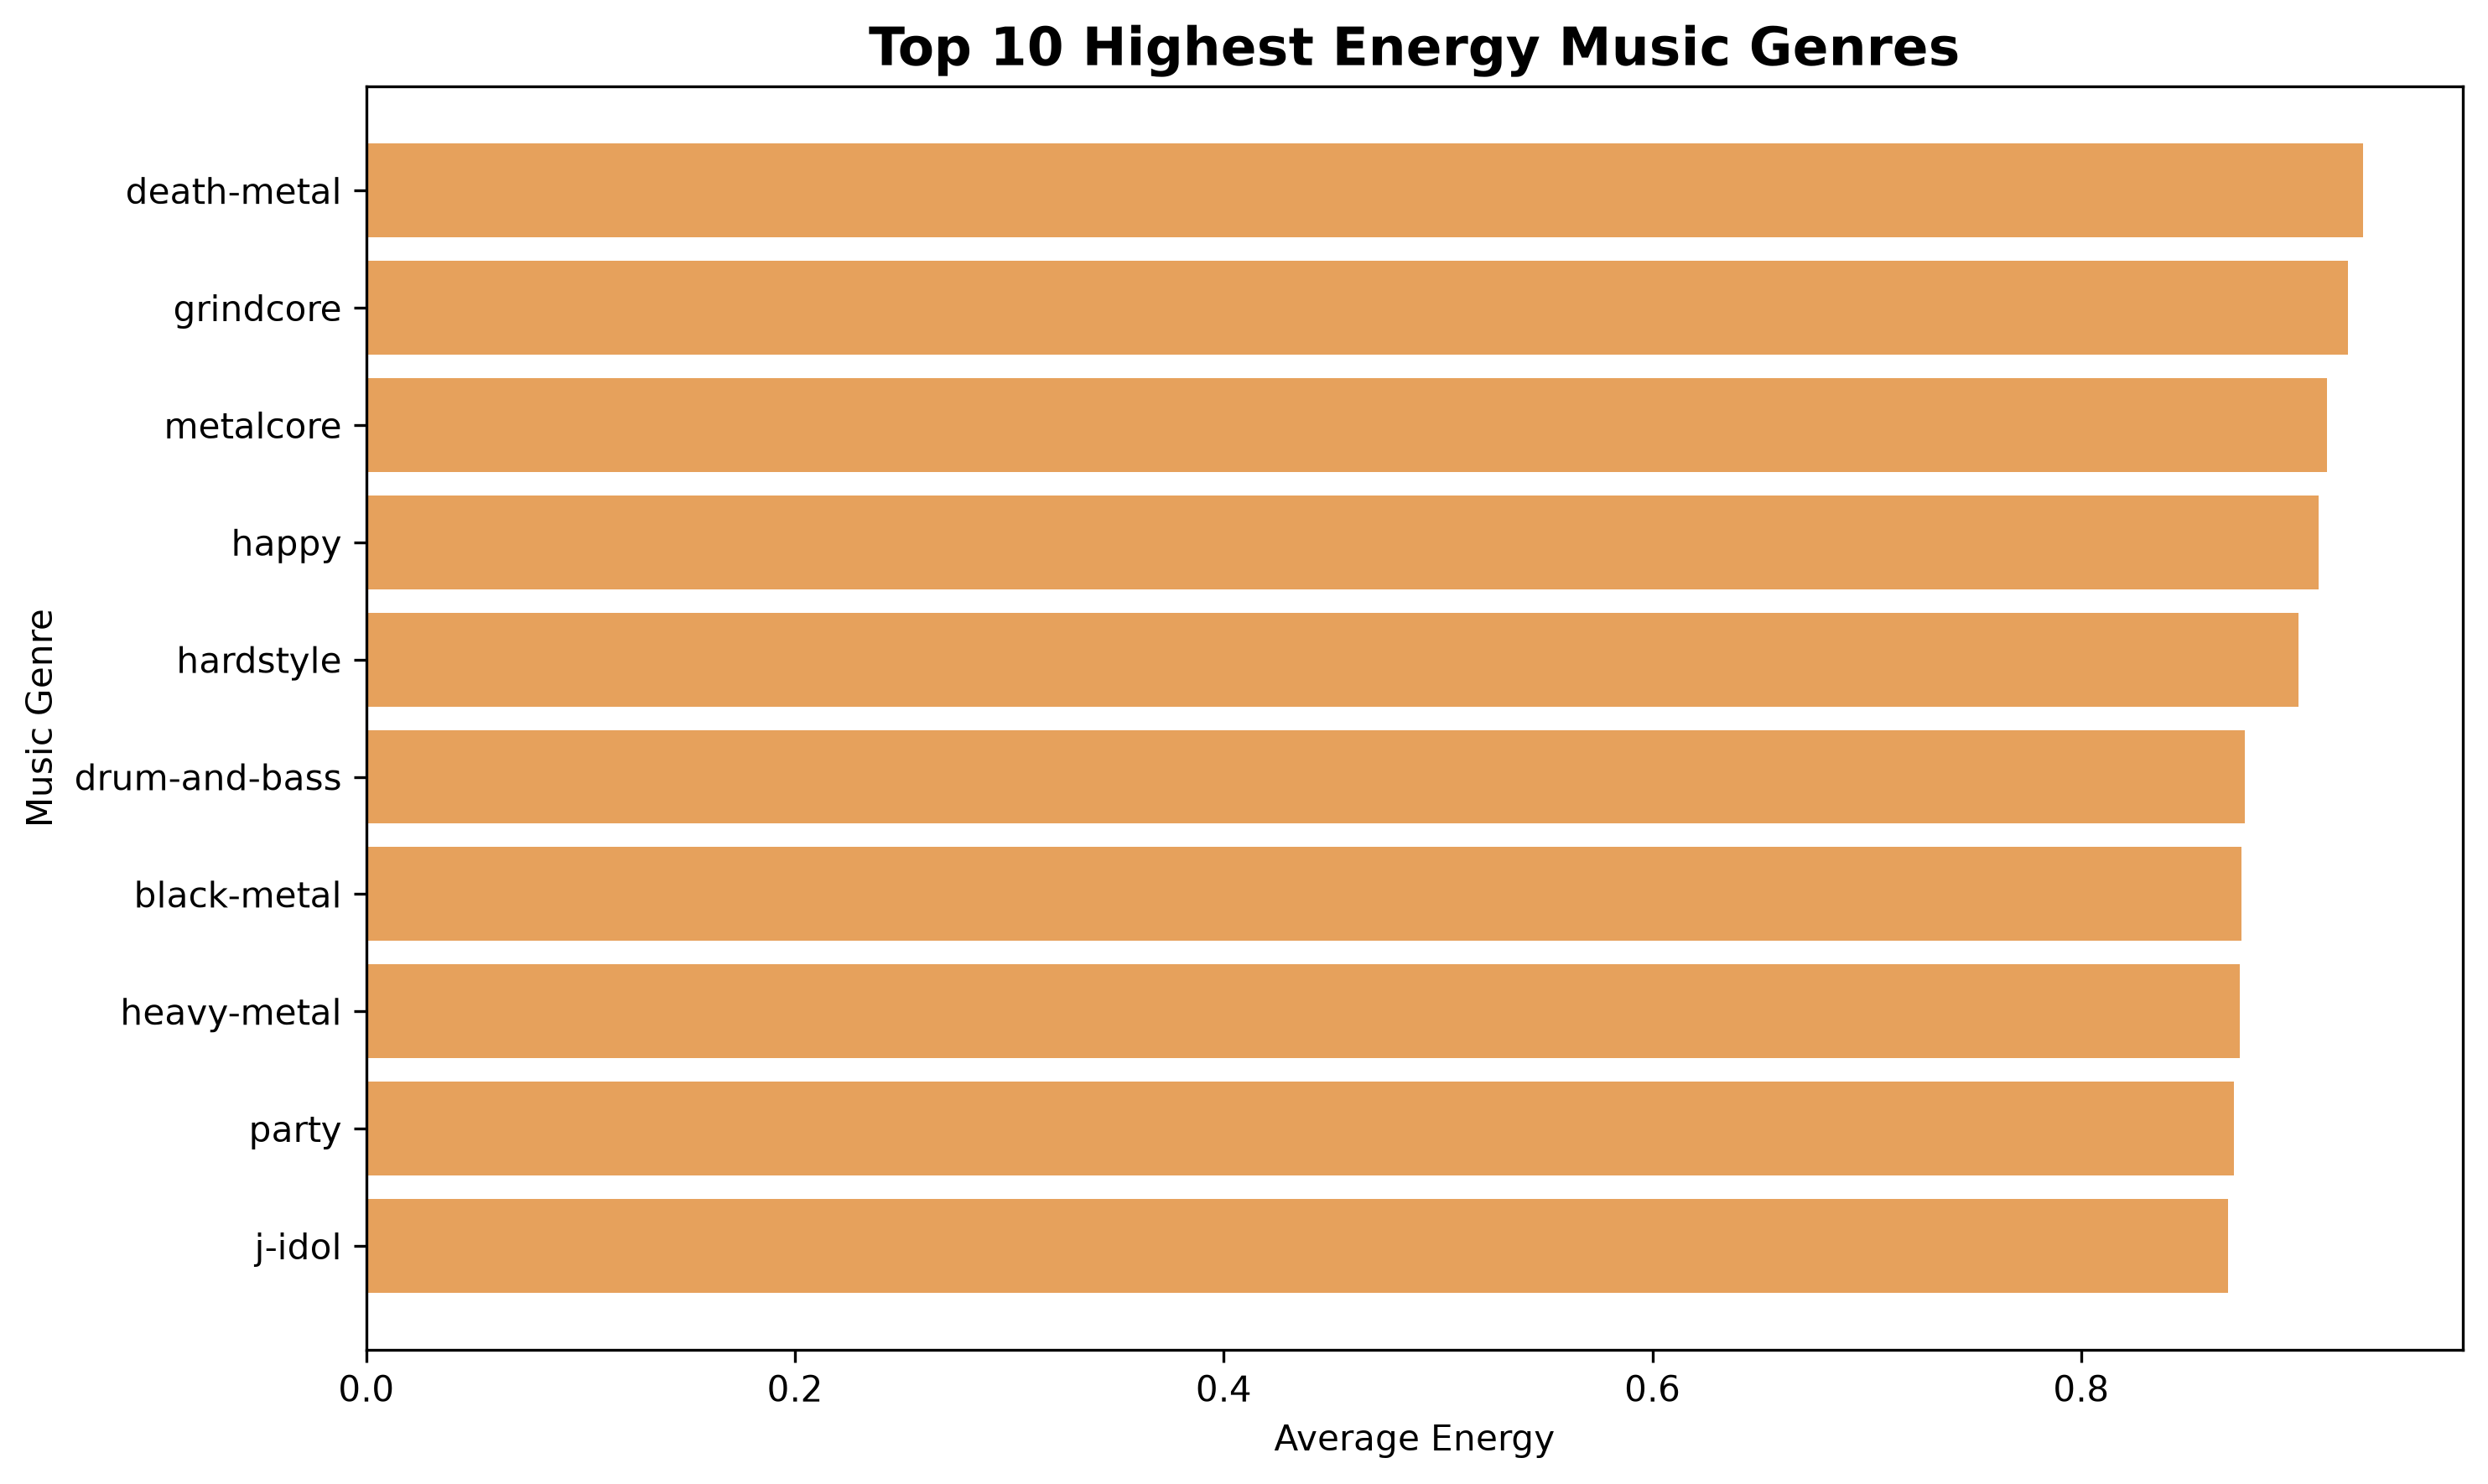 Top 10 Highest Energy Music Genres
Music Genre
death-metal
grindcore
metalcore
happy
hardstyle
drum-and-bass
black-metal
heavy-metal
party
j-idol
0.0 0.2 0.4 0.6 0.8
Average Energy